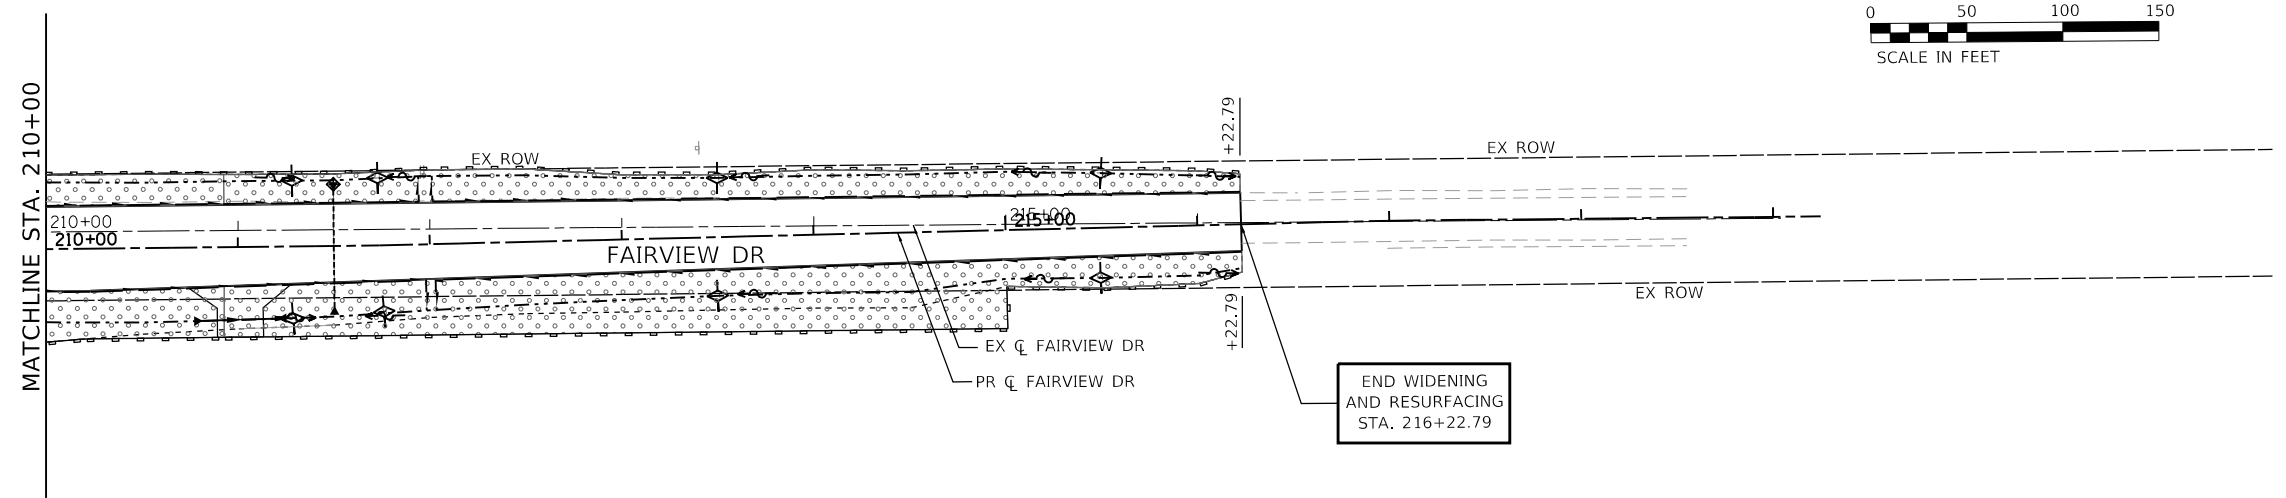 0 50 100 150
SCALE IN FEET
MATCHLINE STA. 210+00
+22.79
EX ROW
EX ROW
210+00
215+00
215+00
210+00
FAIRVIEW DR
EX ROW
+22.79
EX ℄ FAIRVIEW DR
PR ℄ FAIRVIEW DR
END WIDENING
AND RESURFACING
STA. 216+22.79